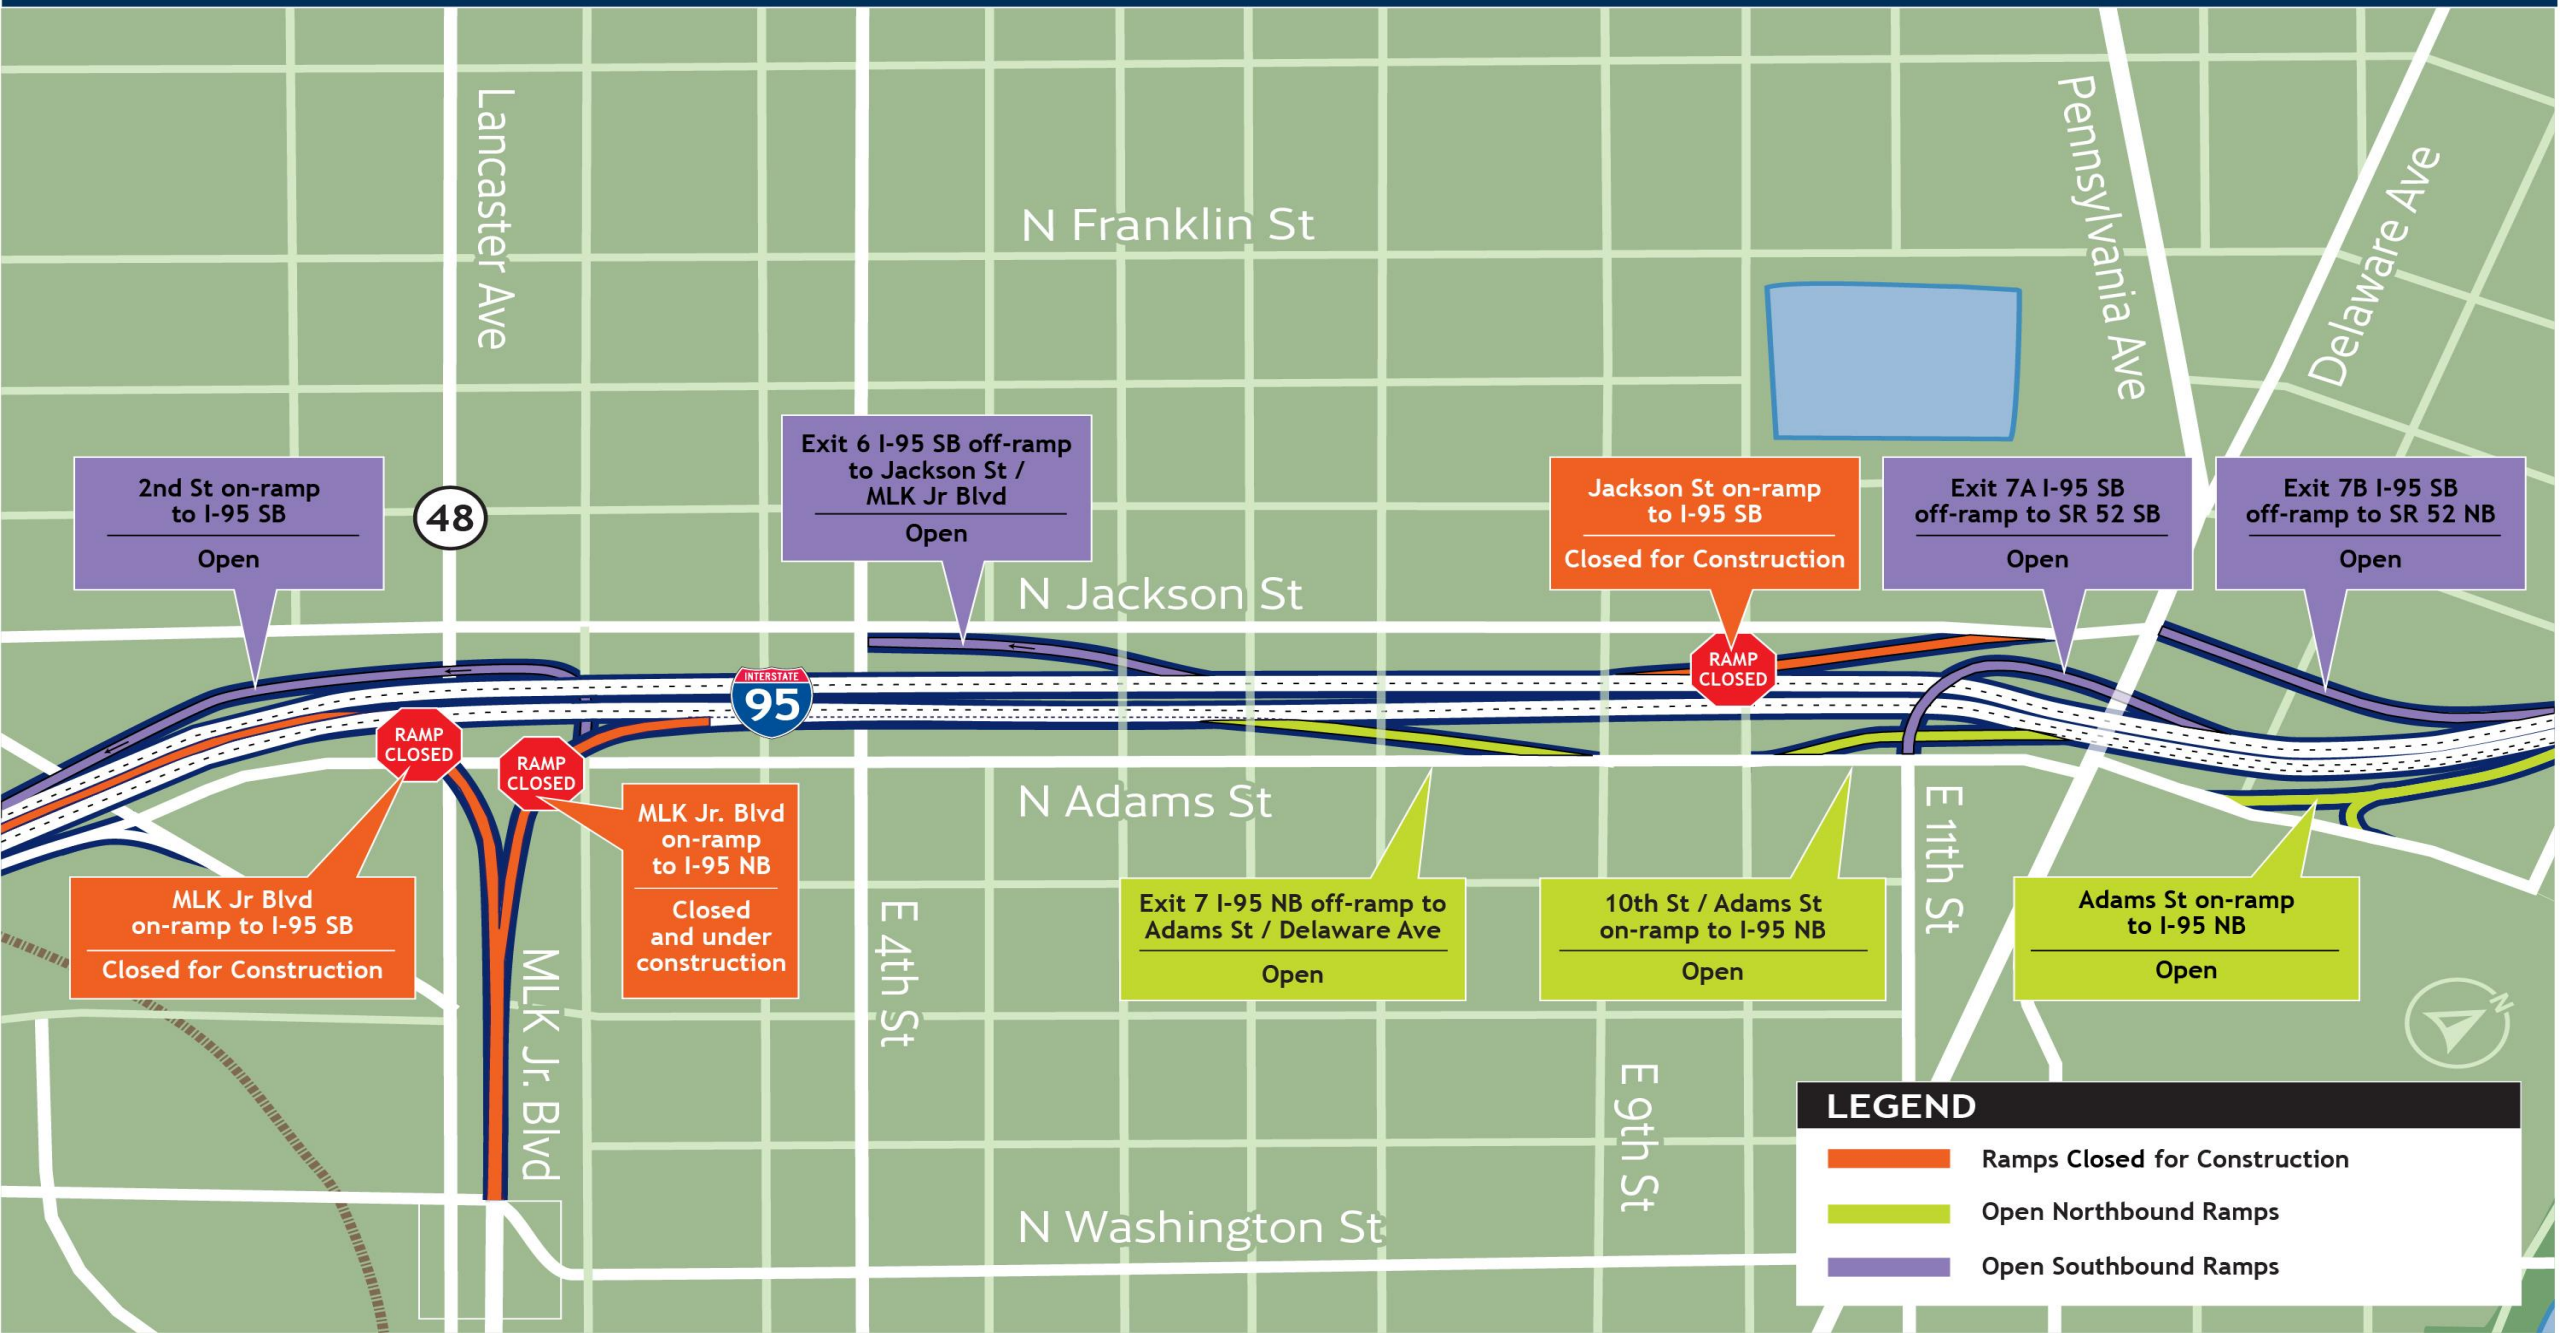 Lancaster Ave
N Franklin St
Pennsylvania Ave
Delaware Ave
2nd St on-ramp
to I-95 SB
Open
48
Exit 6 I-95 SB off-ramp
to Jackson St /
MLK Jr Blvd
Open
Jackson St on-ramp
to I-95 SB
Closed for Construction
Exit 7A I-95 SB
off-ramp to SR 52 SB
Open
Exit 7B I-95 SB
off-ramp to SR 52 NB
Open
N Jackson St
RAMP
CLOSED
INTERSTATE
95
RAMP
CLOSED
RAMP
CLOSED
N Adams St
MLK Jr. Blvd
on-ramp
to I-95 NB
Closed
and under
construction
MLK Jr Blvd
on-ramp to I-95 SB
Closed for Construction
MLK Jr. Blvd
E 4th St
Exit 7 I-95 NB off-ramp to
Adams St / Delaware Ave
Open
10th St / Adams St
on-ramp to I-95 NB
Open
E 11th St
Adams St on-ramp
to I-95 NB
Open
N
E 9th St
N Washington St
LEGEND
Ramps Closed for Construction
Open Northbound Ramps
Open Southbound Ramps